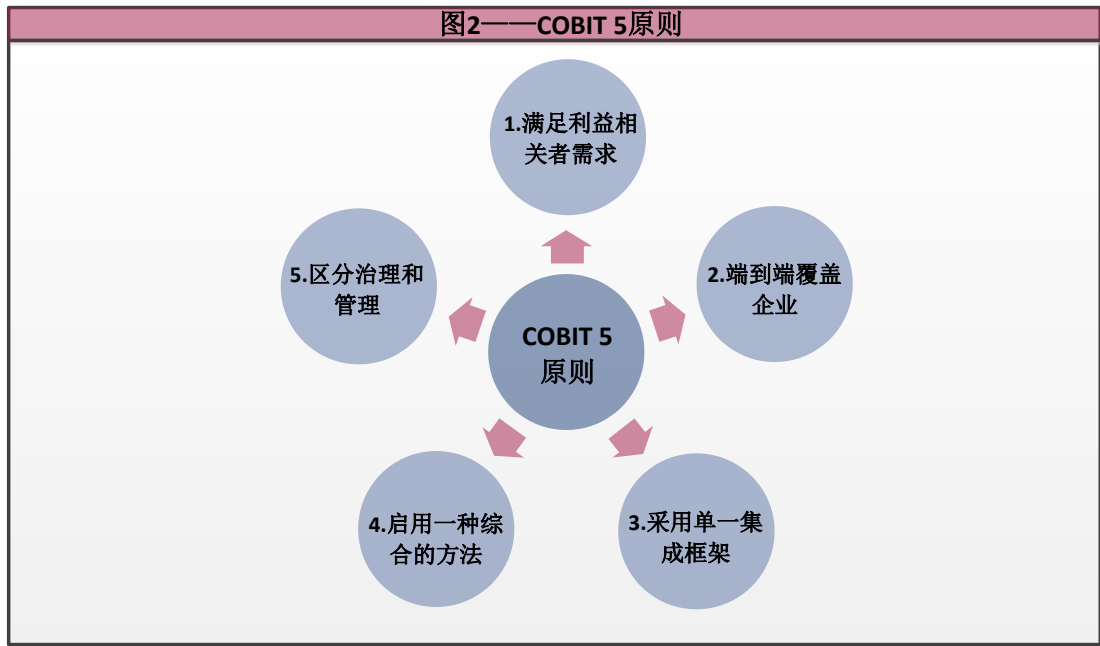 图2——COBIT 5原则
1.满足利益相
关者需求
2.端到端覆盖
企业
3.采用单一集
成框架
4.启用一种综
合的方法
5.区分治理和
管理
COBIT 5
原则